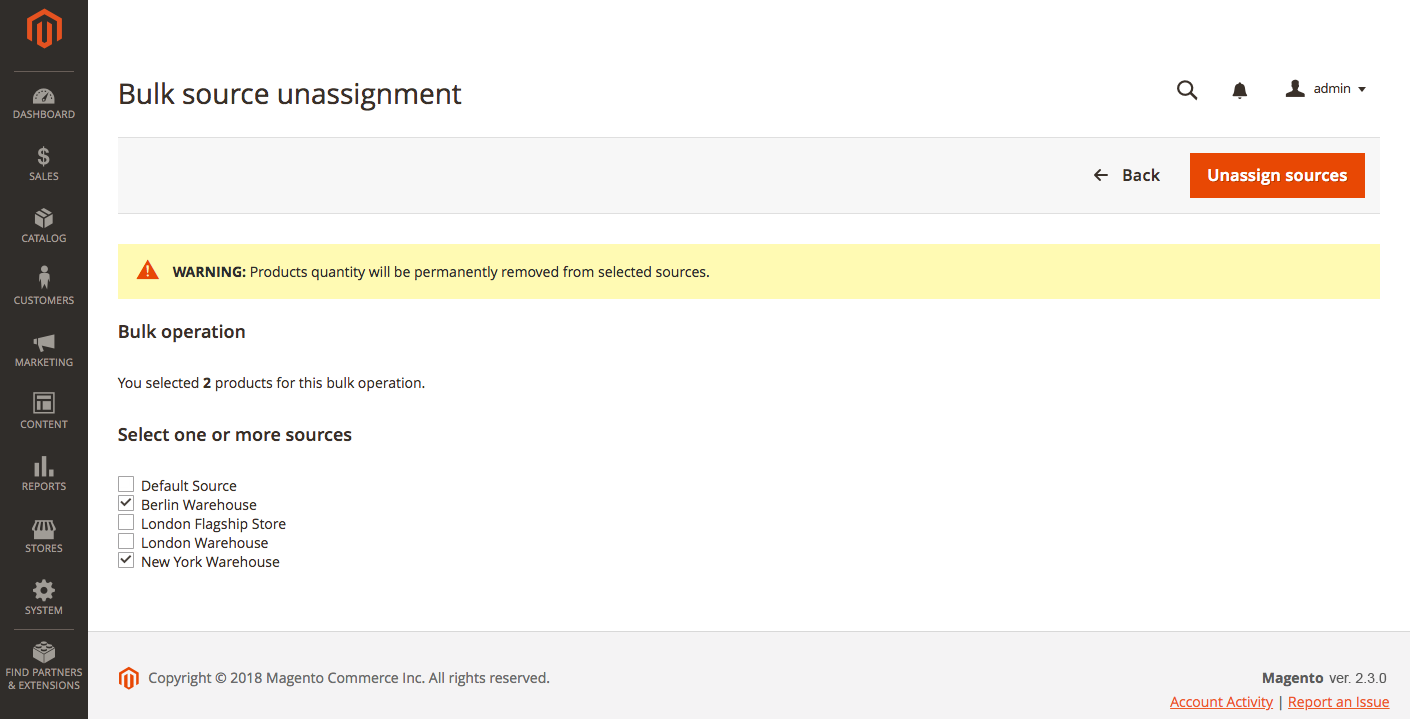 DASHBOARD
SALES
CATALOG
CUSTOMERS
MARKETING
CONTENT
REPORTS
STORES
SYSTEM
FIND PARTNERS
& EXTENSIONS
Bulk source unassignment
admin
Back
Unassign sources
WARNING: Products quantity will be permanently removed from selected sources.
Bulk operation
You selected 2 products for this bulk operation.
Select one or more sources
Default Source
Berlin Warehouse
London Flagship Store
London Warehouse
New York Warehouse
Copyright © 2018 Magento Commerce Inc. All rights reserved.
Magento ver. 2.3.0
Account Activity | Report an Issue